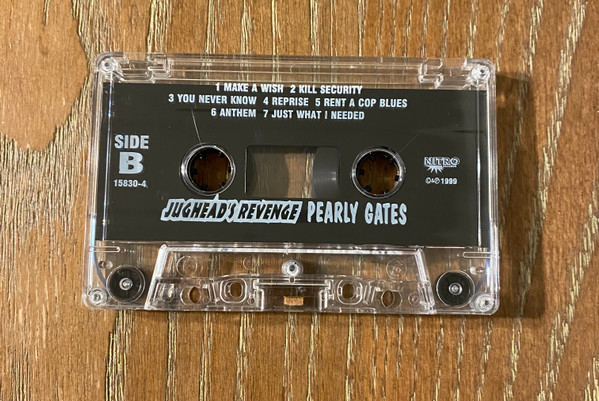 1 MAKE A WISH 2 KILL SECURITY
3 YOU NEVER KNOW 4 REPRISE 5 RENT A COP BLUES
6 ANTHEM 7 JUST WHAT I NEEDED
SIDE
B
15830-4
NITRO
©℗1999
JUGHEAD'S REVENGE PEARLY GATES